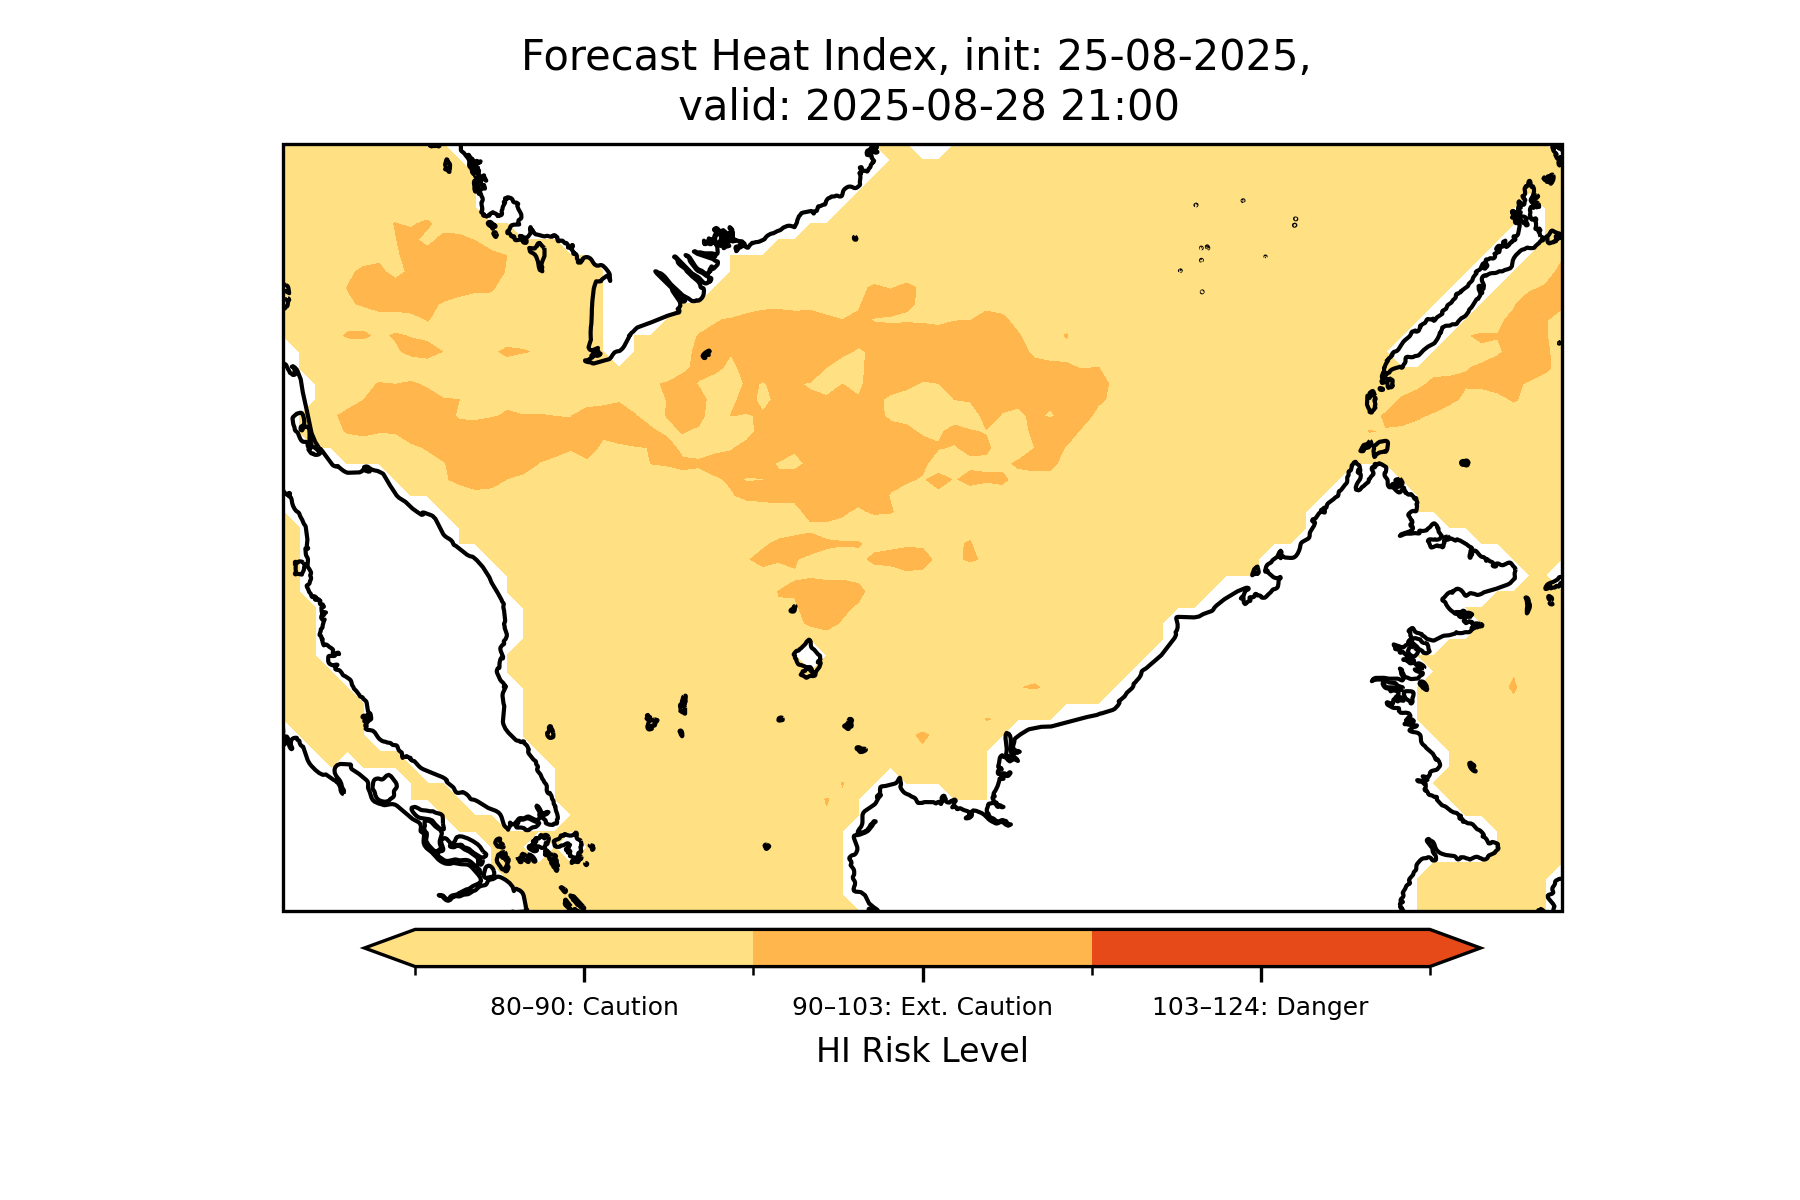 Forecast Heat Index, init: 25-08-2025,
valid: 2025-08-28 21:00
80–90: Caution
90–103: Ext. Caution
103–124: Danger
HI Risk Level